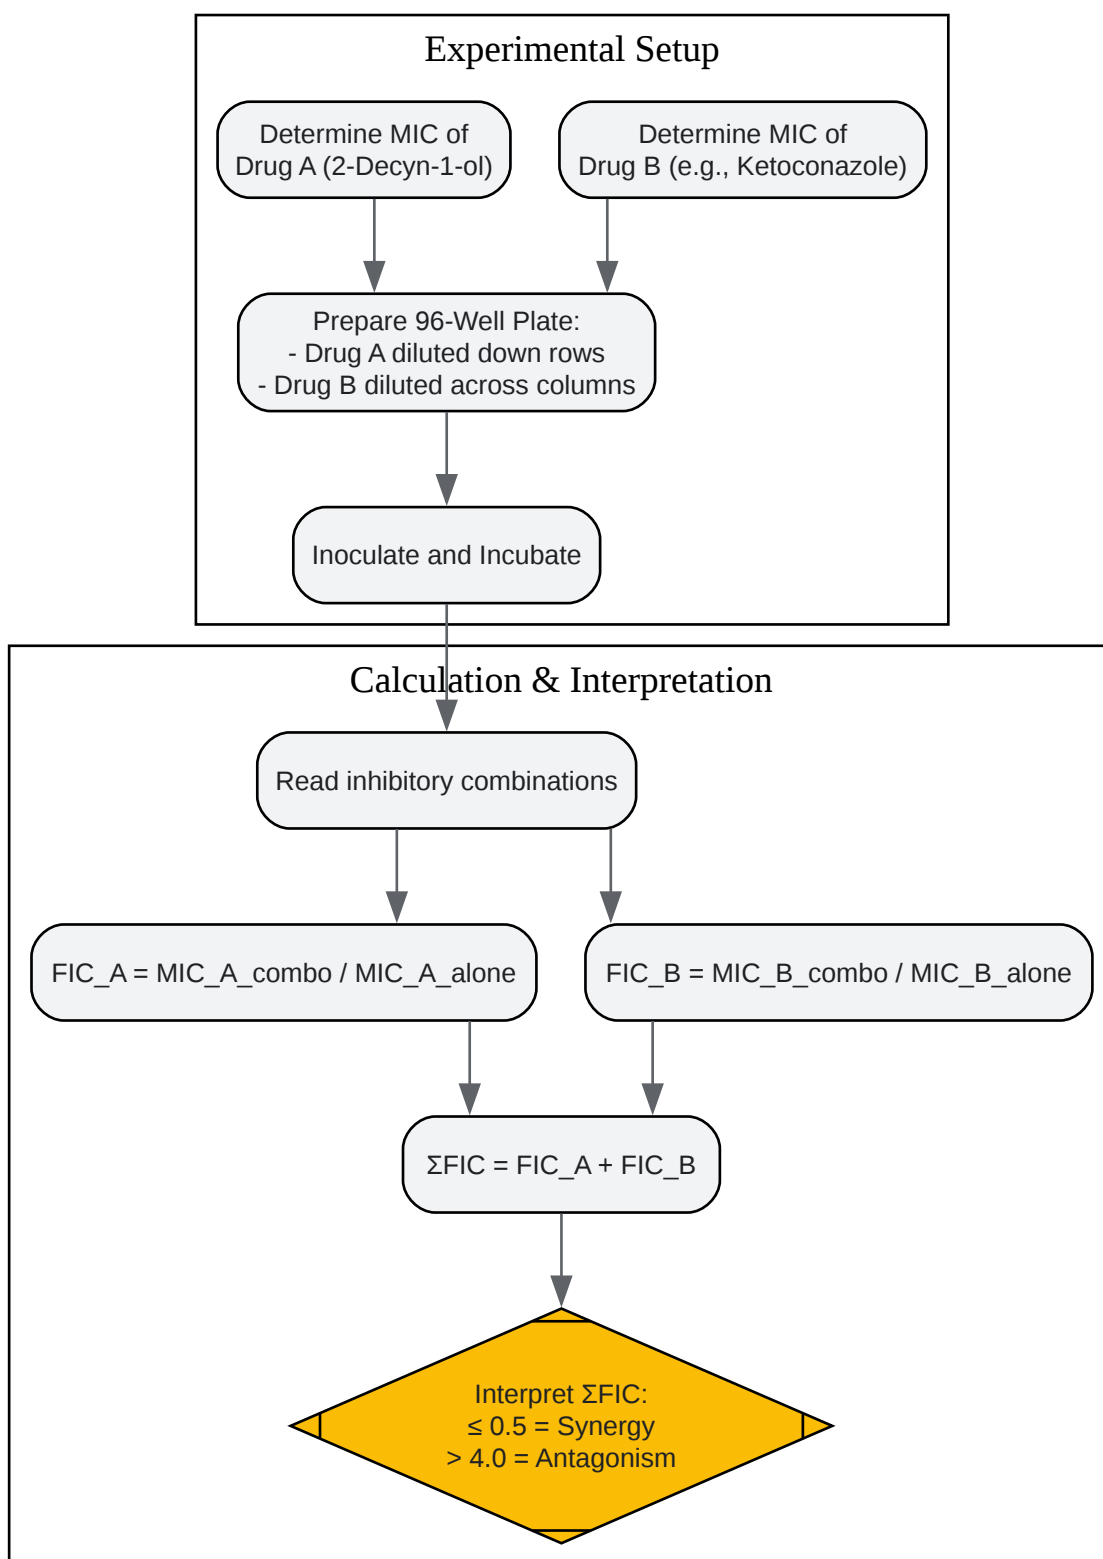 Experimental Setup
Determine MIC of
Drug A (2-Decyn-1-ol)
Determine MIC of
Drug B (e.g., Ketoconazole)
Prepare 96-Well Plate:
- Drug A diluted down rows
- Drug B diluted across columns
Inoculate and Incubate
Calculation & Interpretation
Read inhibitory combinations
FIC_A = MIC_A_combo / MIC_A_alone
FIC_B = MIC_B_combo / MIC_B_alone
ΣFIC = FIC_A + FIC_B
Interpret ΣFIC:
≤ 0.5 = Synergy
> 4.0 = Antagonism